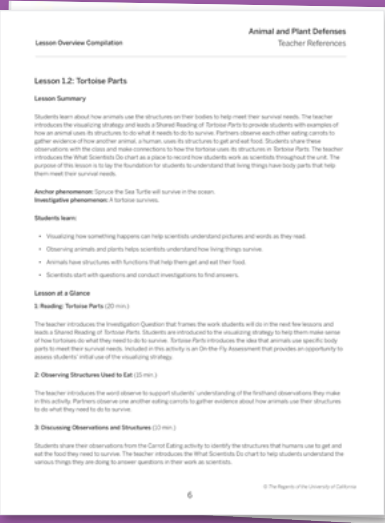 Animal and Plant Defenses
Lesson Overview Compilation
Teacher References
Lesson 1.2: Tortoise Parts
Lesson Summary
Students learn about how animals use the structures on their bodies to help meet their survival needs. The teacher
introduces the visualizing strategy and leads a Shared Reading of Tortoise Parts to provide students with examples of
how an animal uses its structures to do what it needs to do to survive. Partners observe each other eating carrots to
gather evidence of how another animal, a human, uses its structures to get and eat food. Students share these
observations with the class and make connections to how the tortoise uses its structures in Tortoise Parts. The teacher
introduces the What Scientists Do chart as a place to record how students work as scientists throughout the unit. The
purpose of this lesson is to lay the foundation for students to understand that living things have body parts that help
them meet their survival needs.
Anchor phenomenon: Spruce the Sea Turtle will survive in the ocean.
Investigative phenomenon: A tortoise survives.
Students learn:
• Visualizing how something happens can help scientists understand pictures and words as they read.
• Observing animals and plants helps scientists understand how living things survive.
• Animals have structures with functions that help them get and eat their food.
• Scientists start with questions and conduct investigations to find answers.
Lesson at a Glance
1: Reading: Tortoise Parts (20 min.)
The teacher introduces the Investigation Question that frames the work students will do in the next few lessons and
leads a Shared Reading of Tortoise Parts. Students are introduced to the visualizing strategy to help them make sense
of how tortoises do what they need to do to survive. Tortoise Parts introduces the idea that animals use specific body
parts to meet their survival needs. Included in this activity is an On-the-Fly Assessment that provides an opportunity to
assess students' initial use of the visualizing strategy.
2: Observing Structures Used to Eat (15 min.)
The teacher introduces the word observe to support students' understanding of the firsthand observations they make
in this activity. Partners observe one another eating carrots to gather evidence about how animals use their structures
to do what they need to do to survive.
3: Discussing Observations and Structures (10 min.)
Students share their observations from the Carrot Eating activity to identify the structures that humans use to get and
eat the food they need to survive. The teacher introduces the What Scientists Do chart to help students understand the
various things they are doing to answer questions in their work as scientists.
© The Regents of the University of California
6